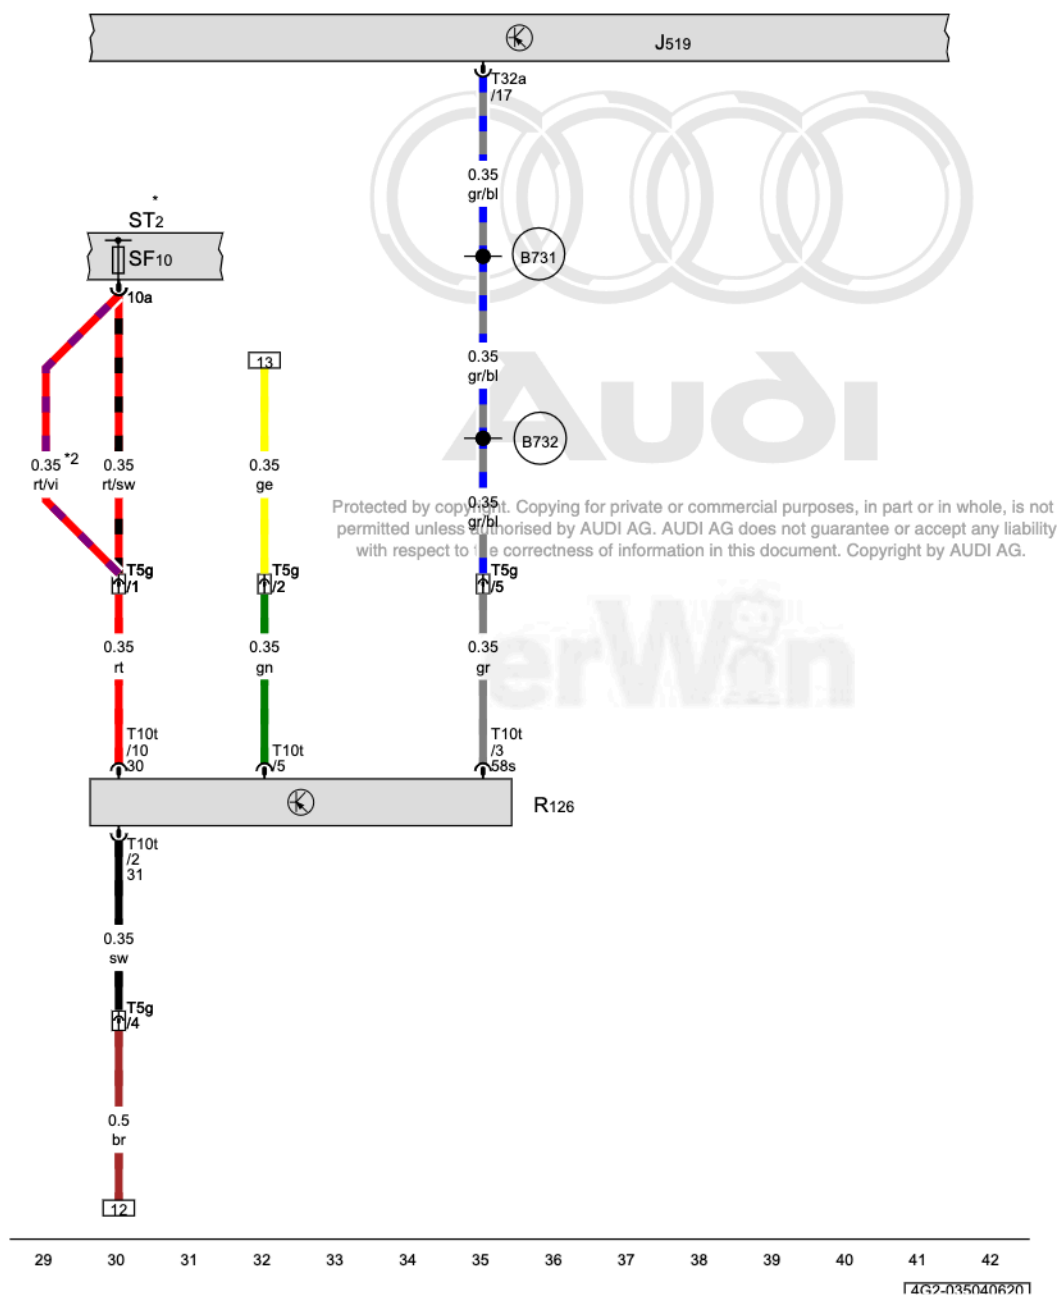 J519
T32a
/17
0.35
gr/bl
*
ST2
SF10
B731
10a
0.35
gr/bl
13
Audi
B732
0.35 *2
rt/vi
0.35
rt/sw
0.35
ge
0.35
gr/bl
Protected by copyright. Copying for private or commercial purposes, in part or in whole, is not
permitted unless authorised by AUDI AG. AUDI AG does not guarantee or accept any liability
with respect to the correctness of information in this document. Copyright by AUDI AG.
T5g
/1
T5g
/2
T5g
/5
erWin
0.35
rt
0.35
gn
0.35
gr
T10t
/10
30
T10t
/5
T10t
/3
58s
R126
T10t
/2
31
0.35
sw
T5g
/4
0.5
br
12
29 30 31 32 33 34 35 36 37 38 39 40 41 42
4G2-035040620